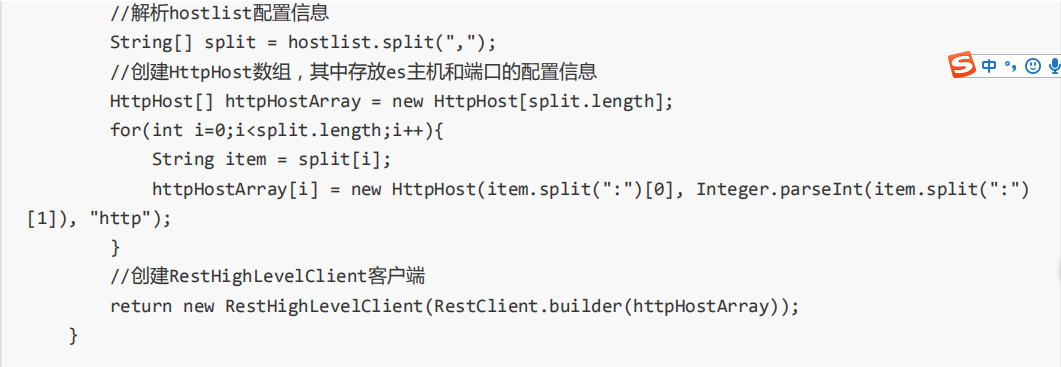 //解析hostlist配置信息
String[] split = hostlist.split(",");
//创建HttpHost数组，其中存放es主机和端口的配置信息
HttpHost[] httpHostArray = new HttpHost[split.length];
for(int i=0;i<split.length;i++){
String item = split[i];
httpHostArray[i] = new HttpHost(item.split(":")[0], Integer.parseInt(item.split(":")
[1]), "http");
}
//创建RestHighLevelClient客户端
return new RestHighLevelClient(RestClient.builder(httpHostArray));
}
S 中 °,